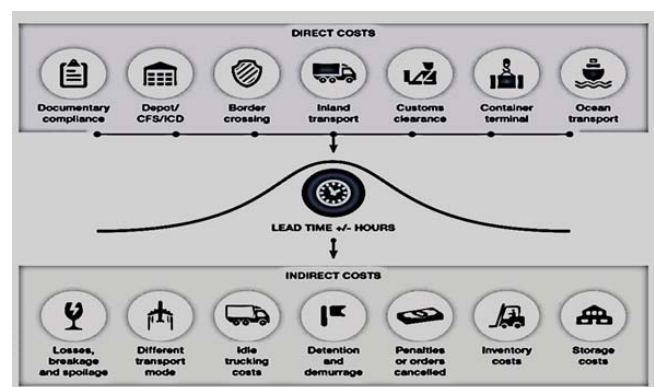 DIRECT COSTS
Documentary compliance
Depot/ CFS/ICD
Border crossing
Inland transport
Customs clearance
Container terminal
Ocean transport
LEAD TIME +/- HOURS
INDIRECT COSTS
Losses, breakage and spoilage
Different transport mode
Idle trucking costs
Detention and demurrage
Penalties or orders cancelled
Inventory costs
Storage costs